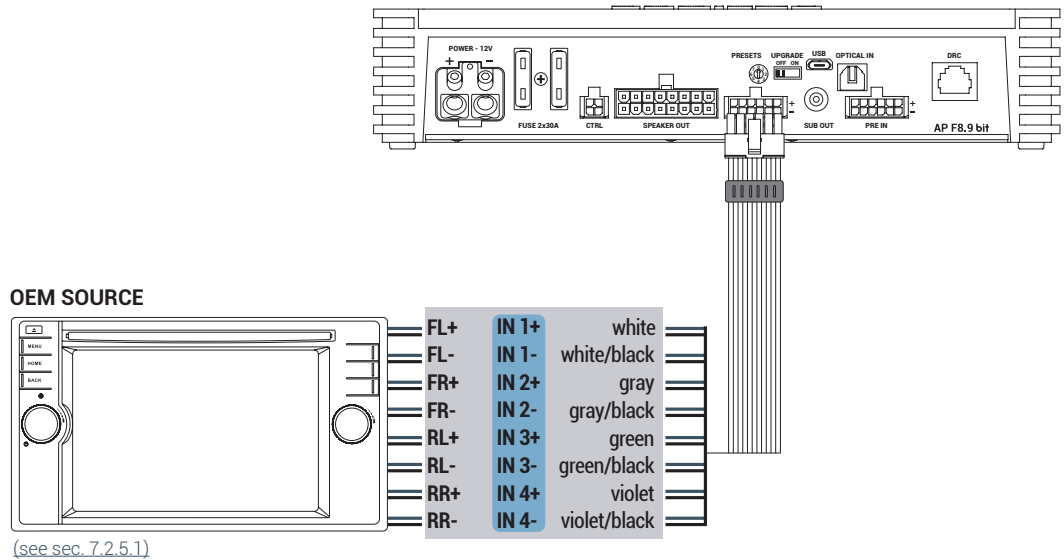 POWER - 12V
+ -
FUSE 2x30A
CTRL
SPEAKER OUT
PRESETS
UPGRADE
OFF ON
USB
OPTICAL IN
DRC
+
-
SUB OUT
PRE IN
+
-
AP F8.9 bit
OEM SOURCE
MENU
HOME
BACK
FL+ IN 1+ white
FL- IN 1- white/black
FR+ IN 2+ gray
FR- IN 2- gray/black
RL+ IN 3+ green
RL- IN 3- green/black
RR+ IN 4+ violet
RR- IN 4- violet/black
(see sec. 7.2.5.1)